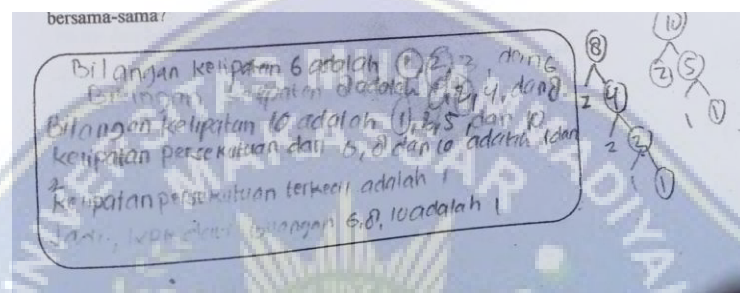 bersama-sama?
Bilangan kelipatan 6 adalah 1, 2, 3, dan 6
Bilangan kelipatan 8 adalah 1, 2, 4, dan 8.
Bilangan kelipatan 10 adalah 1, 2, 5, dan 10
kelipatan persekutuan dari 6, 8 dan 10 adalah 1 dan
2
kelipatan persekutuan terkecil adalah 1
Jadi, bilangan 6, 8, 10 adalah 1
8
2 4
2 2
1 1
10
2 5
1 1